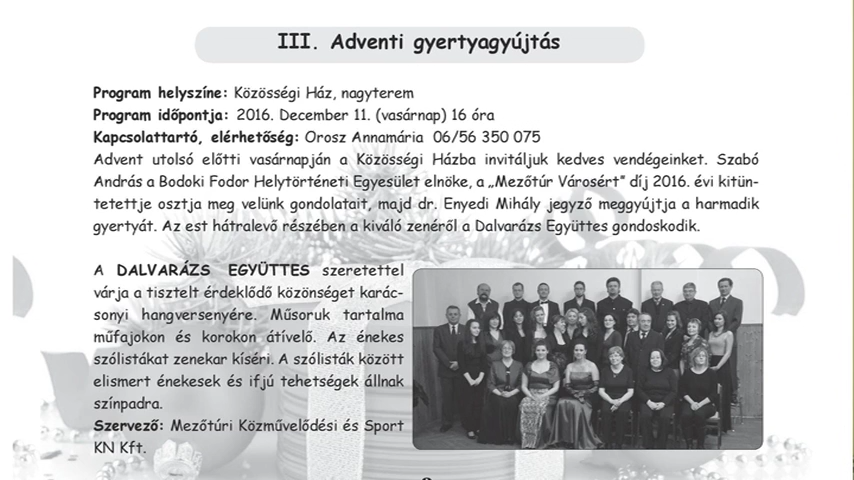 III. Adventi gyertyagyújtás
Program helyszíne: Közösségi Ház, nagyterem
Program időpontja: 2016. December 11. (vasárnap) 16 óra
Kapcsolattartó, elérhetőség: Orosz Annamária 06/56 350 075
Advent utolsó előtti vasárnapján a Közösségi Házba invitáljuk kedves vendégeinket. Szabó
András a Bodoki Fodor Helytörténeti Egyesület elnöke, a „Mezőtúr Városért” díj 2016. évi kitün-
tetettje osztja meg velünk gondolatait, majd dr. Enyedi Mihály jegyző meggyújtja a harmadik
gyertyát. Az est hátralevő részében a kiváló zenéről a Dalvarázs Együttes gondoskodik.
A DALVARÁZS EGYÜTTES szeretettel
várja a tisztelt érdeklődő közönséget karác-
sonyi hangversenyére. Műsoruk tartalma
műfajokon és korokon átívelő. Az énekes
szólistákat zenekar kíséri. A szólisták között
elismert énekesek és ifjú tehetségek állnak
színpadra.
Szervező: Mezőtúri Közművelődési és Sport
KN Kft.